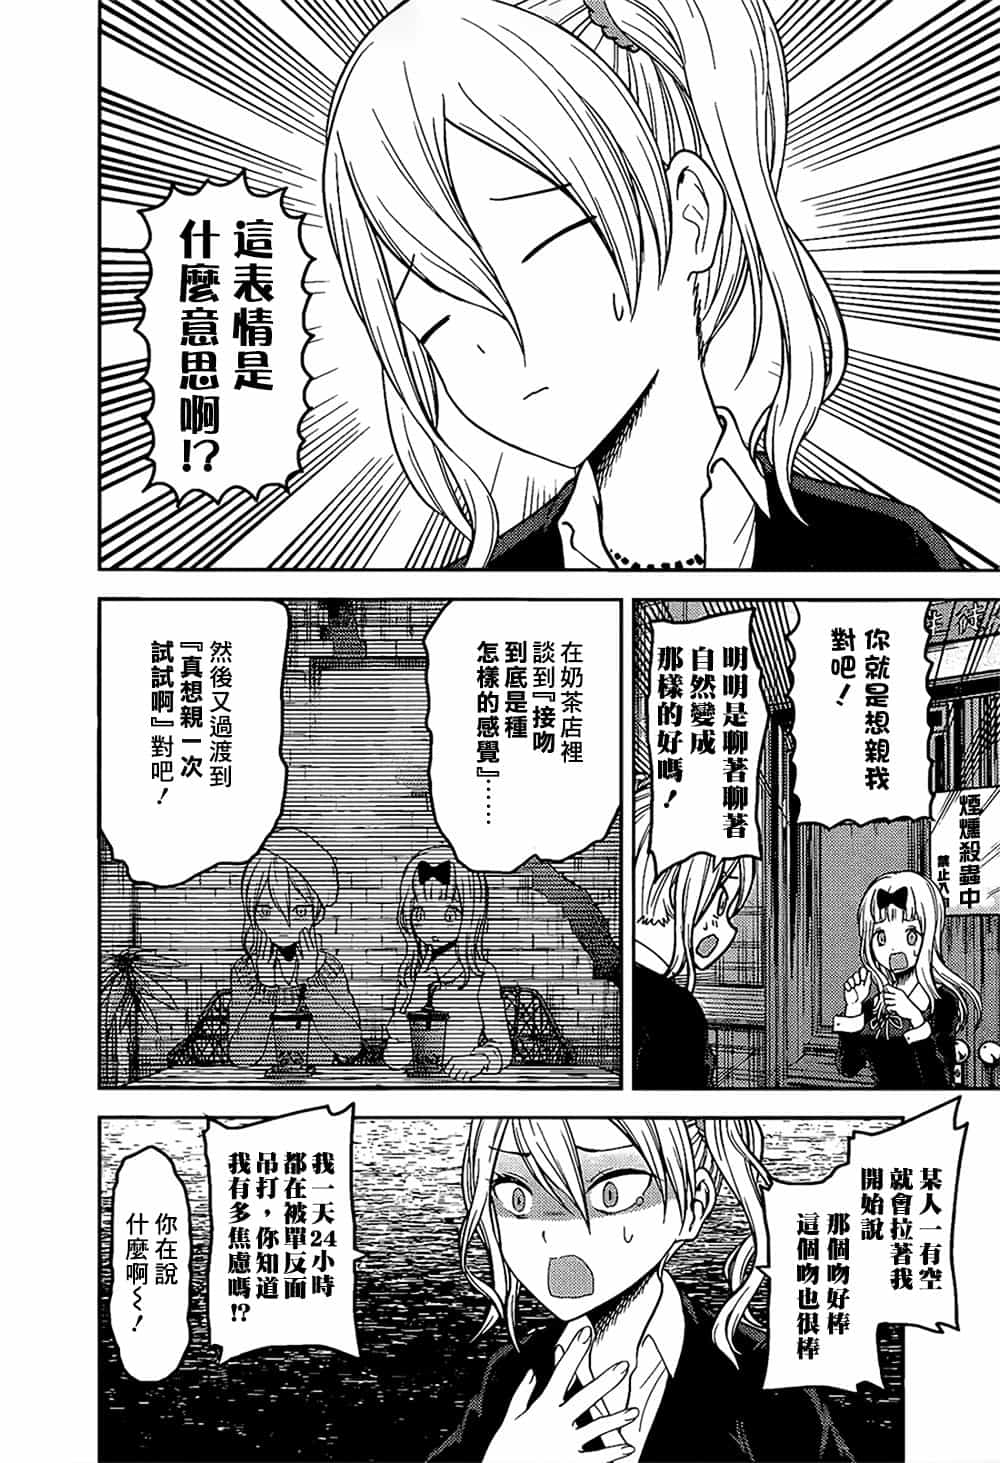 這表情是
什麼意思啊!?
你就是想親我
對吧！
明明是聊著聊著
自然變成
那樣的好嗎！
煙燻殺蟲中
禁止入
在奶茶店裡
談到『接吻
到底是種
怎樣的感覺』……
然後又過渡到
『真想親一次
試試啊』對吧！
某人一有空
就會拉著我
開始說
那個吻好棒
這個吻也很棒
我一天24小時
都在被單反面
吊打，你知道
我有多焦慮嗎!?
你在說
什麼啊～～！